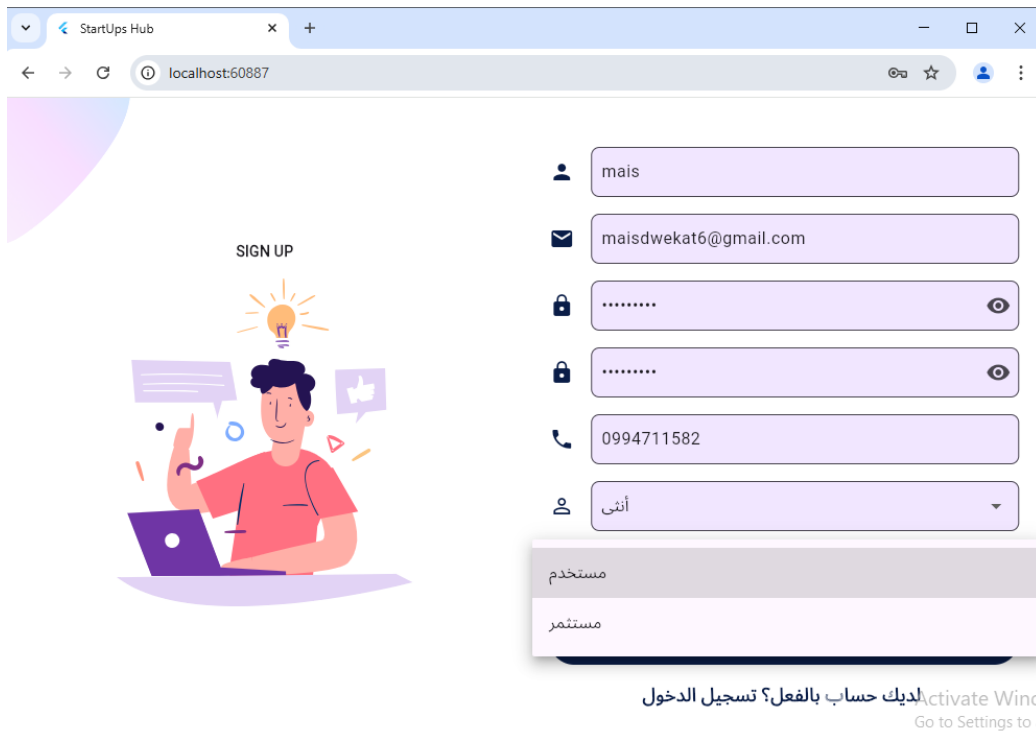 StartUps Hub
localhost:60887
SIGN UP
mais
maisdwekat6@gmail.com
•••••••••
•••••••••
0994711582
أنثى
مستخدم
مستثمر
لديك حساب بالفعل؟ تسجيل الدخول
Activate Wind
Go to Settings to